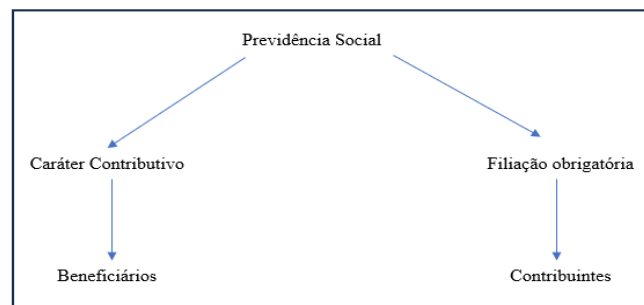 Previdência Social
Caráter Contributivo
Filiação obrigatória
Beneficiários
Contribuintes